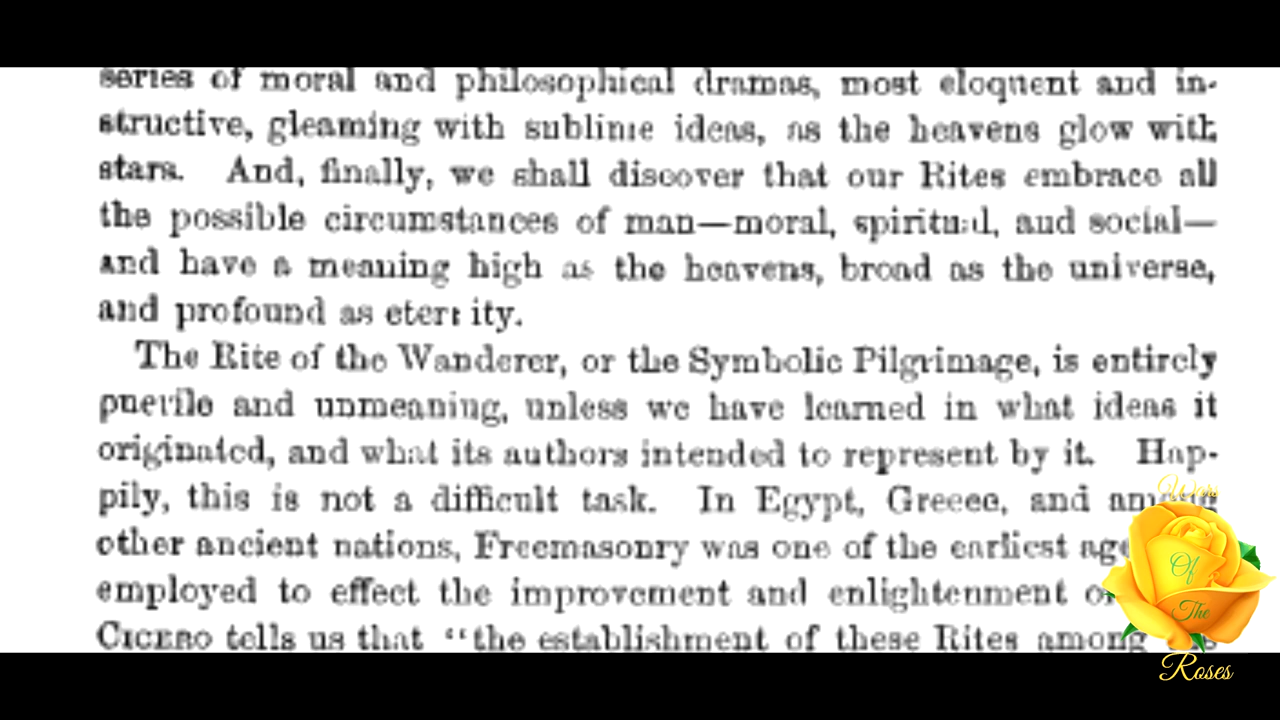 series of moral and philosophical dramas, most eloquent and in-
structive, gleaming with sublime ideas, as the heavens glow with
stars. And, finally, we shall discover that our Rites embrace all
the possible circumstances of man—moral, spiritual, and social—
and have a meaning high as the heavens, broad as the universe,
and profound as eternity.
The Rite of the Wanderer, or the Symbolic Pilgrimage, is entirely
puerile and unmeaning, unless we have learned in what ideas it
originated, and what its authors intended to represent by it. Hap-
pily, this is not a difficult task. In Egypt, Greece, and among
other ancient nations, Freemasonry was one of the earliest
employed to effect the improvement and enlightenment
CICERO tells us that “the establishment of these Rites among
Wars
Of
The
Roses